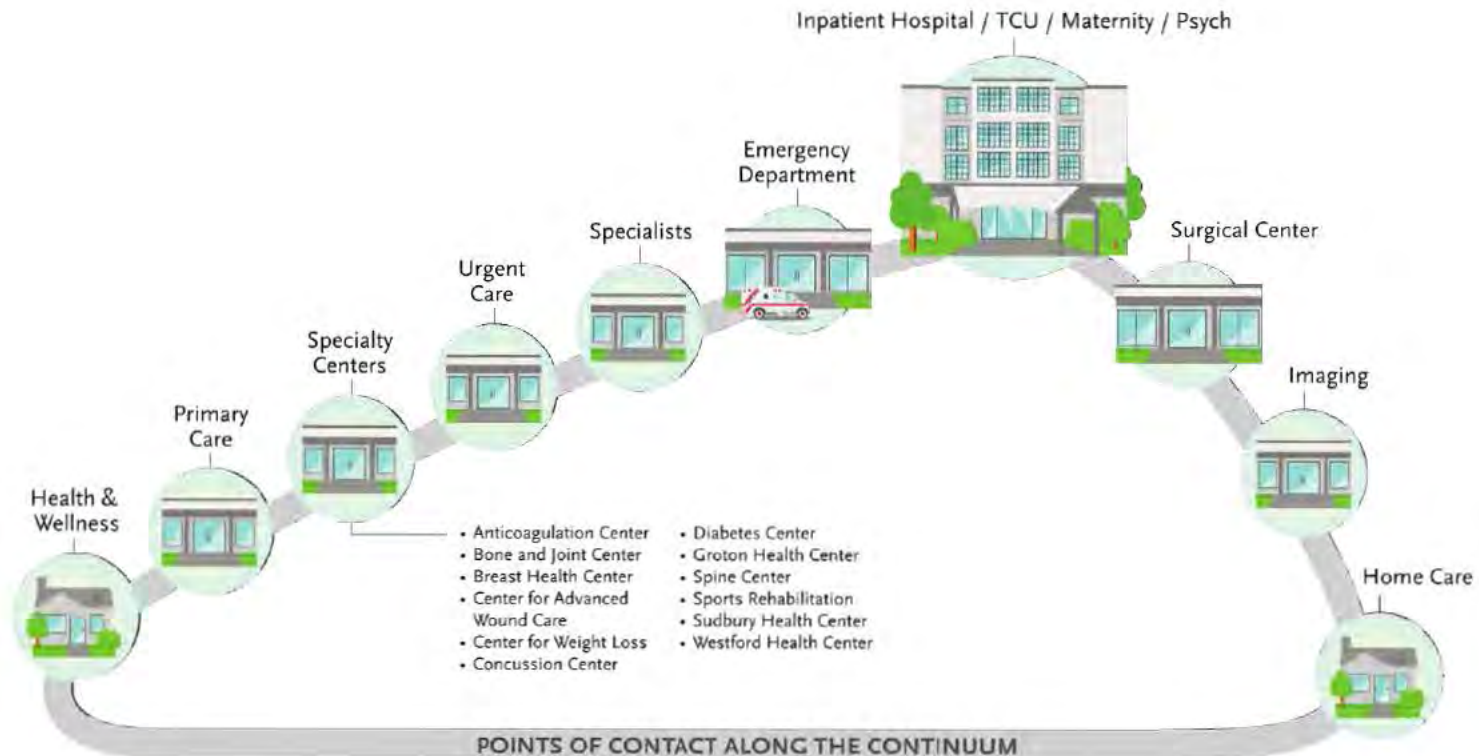 Inpatient Hospital / TCU / Maternity / Psych
Emergency
Department
Surgical Center
Specialists
Urgent
Care
Specialty
Centers
Imaging
Primary
Care
Health &
Wellness
• Anticoagulation Center
• Bone and Joint Center
• Breast Health Center
• Center for Advanced
Wound Care
• Center for Weight Loss
• Concussion Center
• Diabetes Center
• Groton Health Center
• Spine Center
• Sports Rehabilitation
• Sudbury Health Center
• Westford Health Center
Home Care
POINTS OF CONTACT ALONG THE CONTINUUM